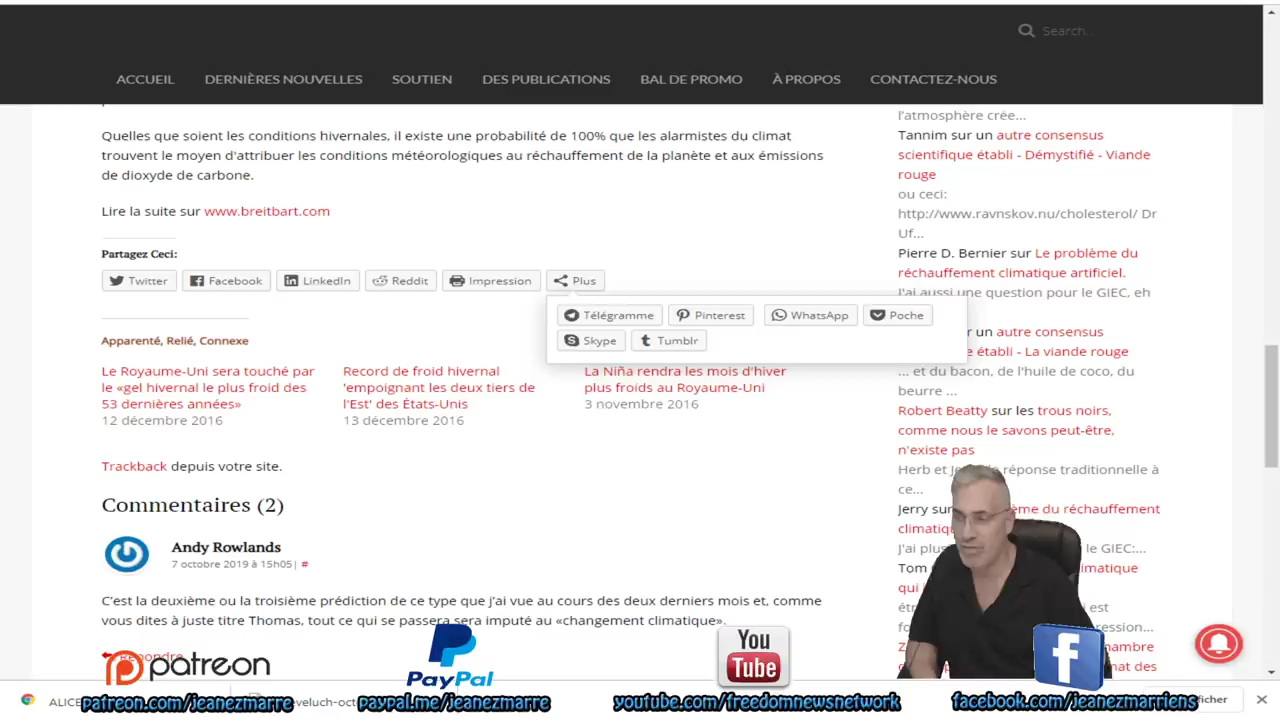 Search...
ACCUEIL DERNIÈRES NOUVELLES SOUTIEN DES PUBLICATIONS BAL DE PROMO À PROPOS CONTACTEZ-NOUS
Quelles que soient les conditions hivernales, il existe une probabilité de 100% que les alarmistes du climat
trouvent le moyen d'attribuer les conditions météorologiques au réchauffement de la planète et aux émissions
de dioxyde de carbone.
Lire la suite sur www.breitbart.com
Partagez Ceci:
Twitter Facebook LinkedIn Reddit Impression Plus
Télégramme Pinterest WhatsApp Poche
Skype Tumblr
Apparenté, Relié, Connexe
Le Royaume-Uni sera touché par
le «gel hivernal le plus froid des
53 dernières années»
12 décembre 2016
Record de froid hivernal
'empoignant les deux tiers de
l'Est' des États-Unis
13 décembre 2016
La Niña rendra les mois d'hiver
plus froids au Royaume-Uni
3 novembre 2016
Trackback depuis votre site.
Commentaires (2)
Andy Rowlands
7 octobre 2019 à 15h05| #
C'est la deuxième ou la troisième prédiction de ce type que j'ai vue au cours des deux derniers mois et, comme
vous dites à juste titre Thomas, tout ce qui se passera sera imputé au «changement climatique».
Répondre
l'atmosphère crée...
Tannim sur un autre consensus
scientifique établi - Démystifié - Viande
rouge
ou ceci:
http://www.ravnskov.nu/cholesterol/ Dr
Uf...
Pierre D. Bernier sur Le problème du
réchauffement climatique artificiel.
J'ai aussi une question pour le GIEC, eh
r un autre consensus
établi - La viande rouge
... et du bacon, de l'huile de coco, du
beurre ...
Robert Beatty sur les trous noirs,
comme nous le savons peut-être,
n'existe pas
Herb et réponse traditionnelle à
ce...
Jerry sur ème du réchauffement
J'ai plus le GIEC:...
Tom climatique
qui
est
patreon
PayPal
You
Tube
f
ALICE
patreon.com/jeanezmarre
paypal.me/jeanezmarre
youtube.com/freedomnewsnetwork
facebook.com/jeanezmarriens